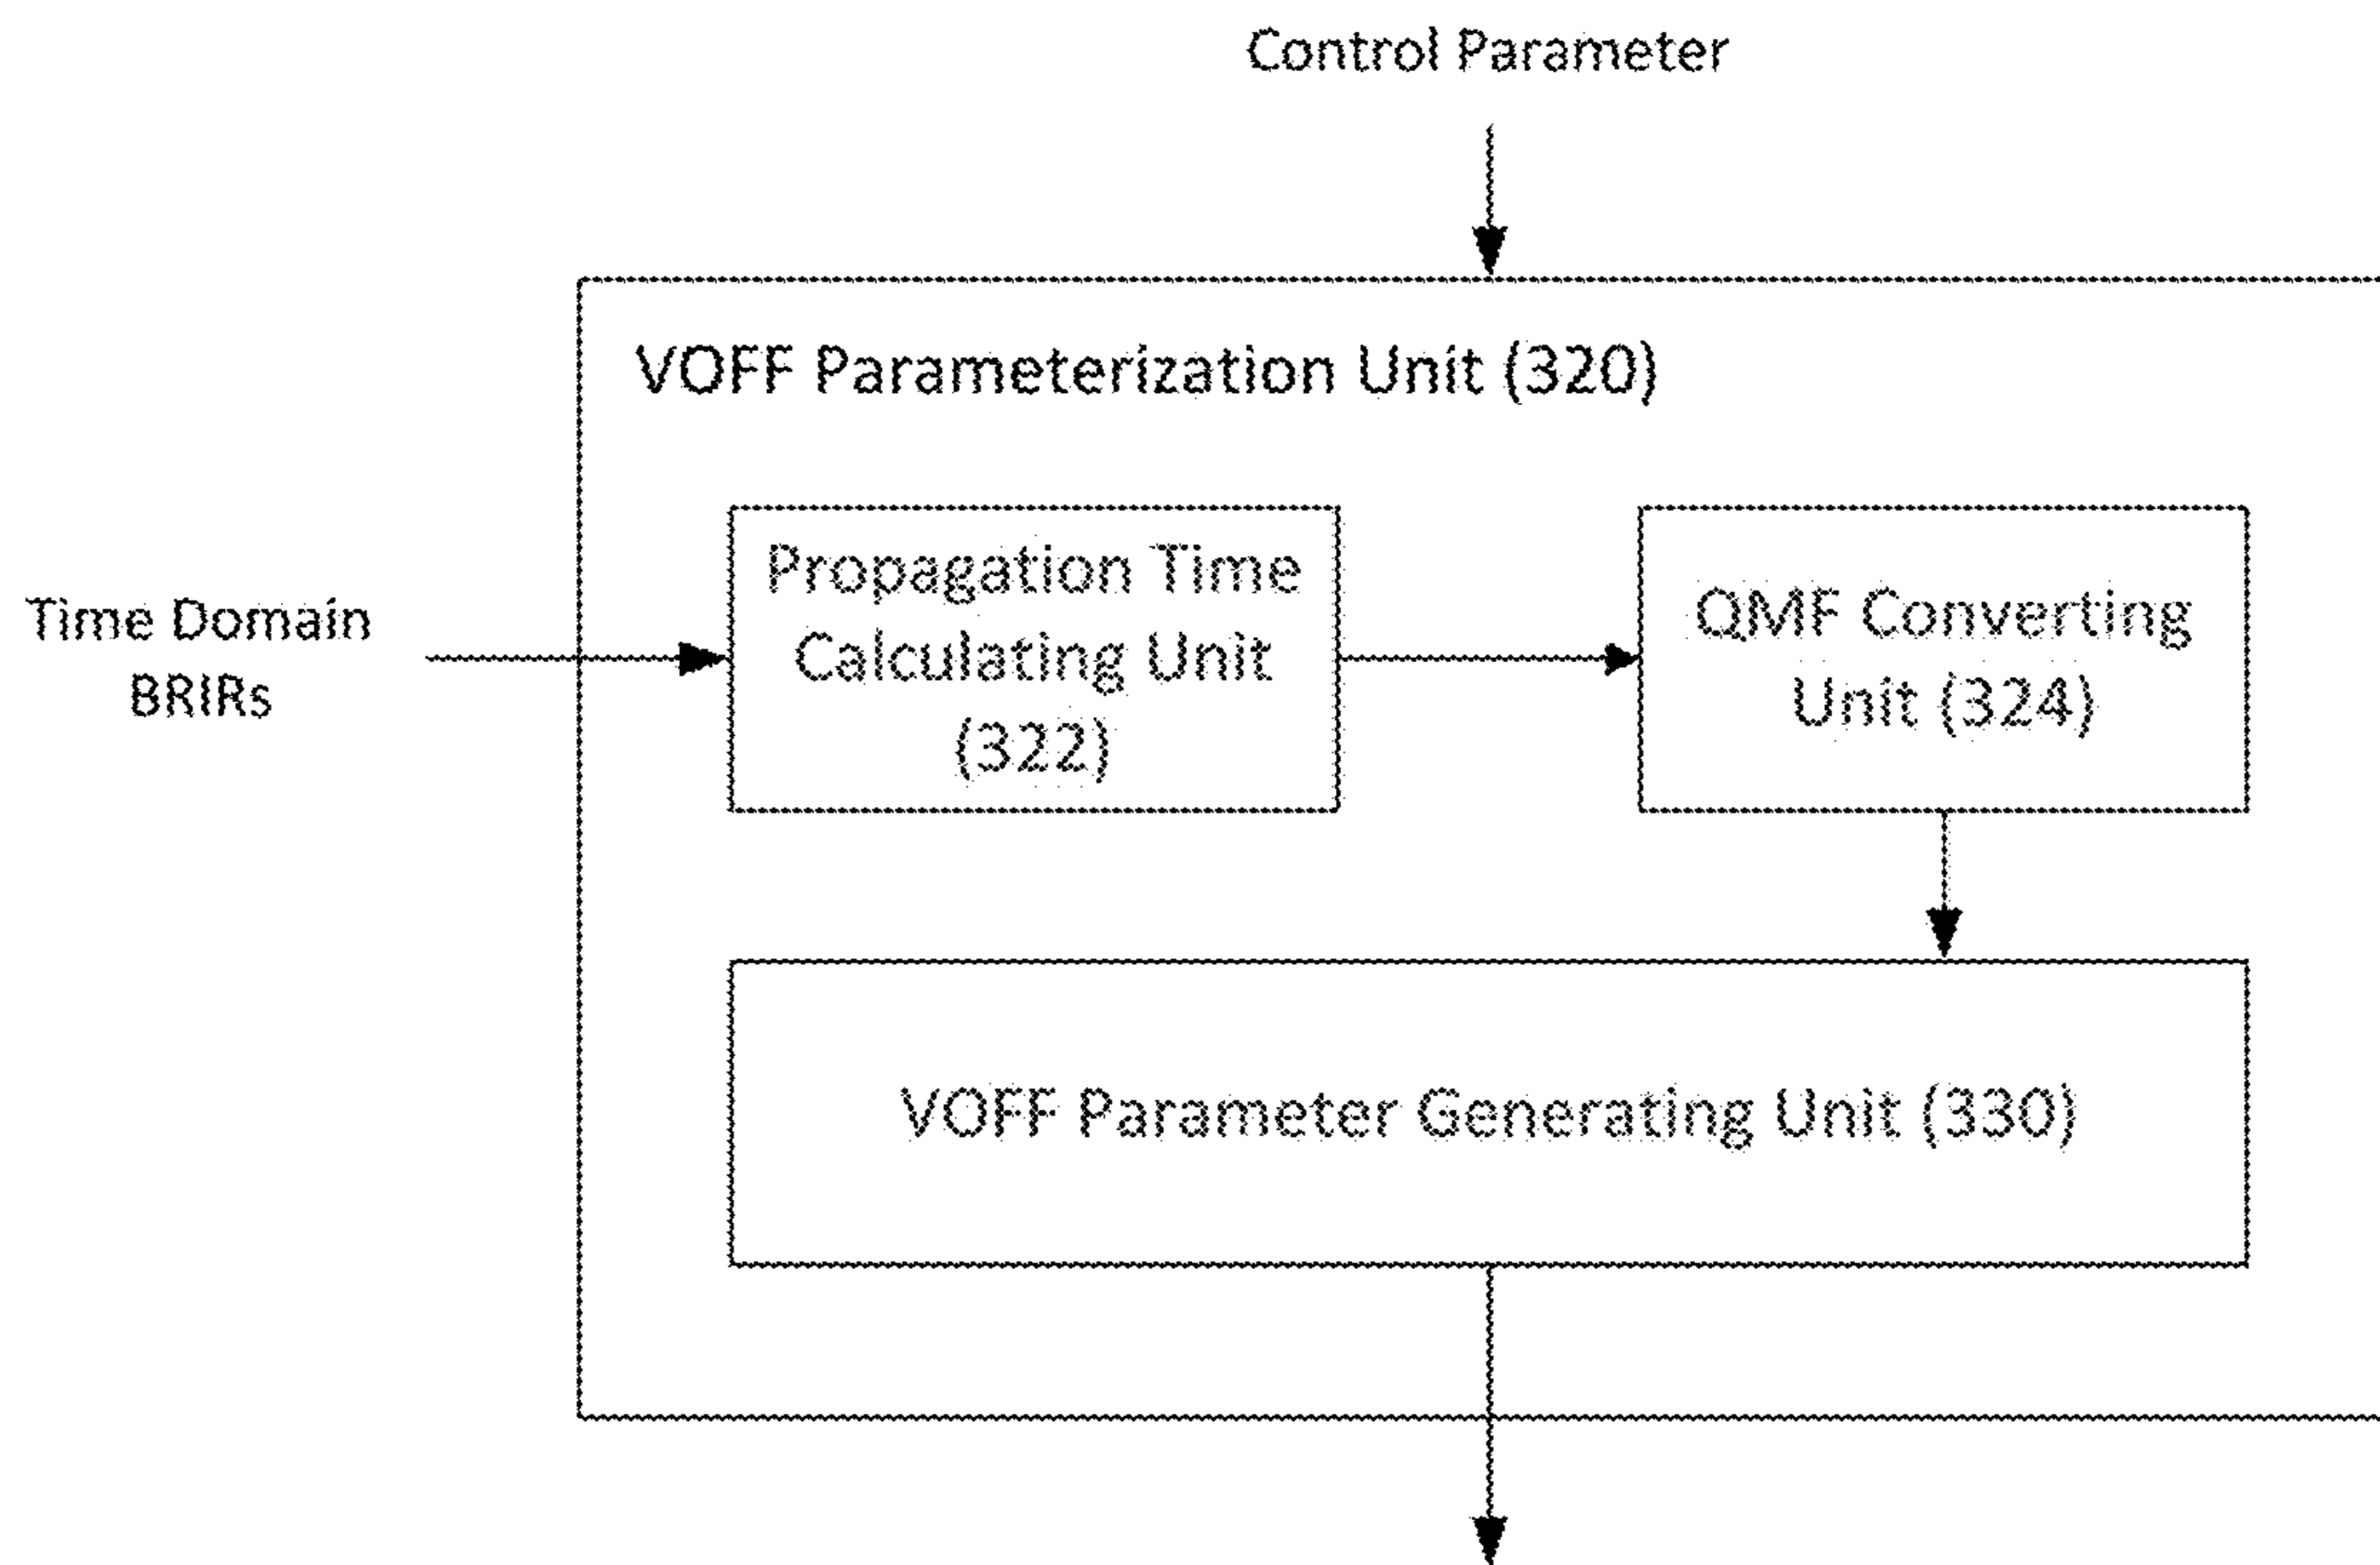 Control Parameter
VOFF Parameterization Unit (320)
Propagation Time
Calculating Unit
(322)
QMF Converting
Unit (324)
Time Domain
BRIRs
VOFF Parameter Generating Unit (330)